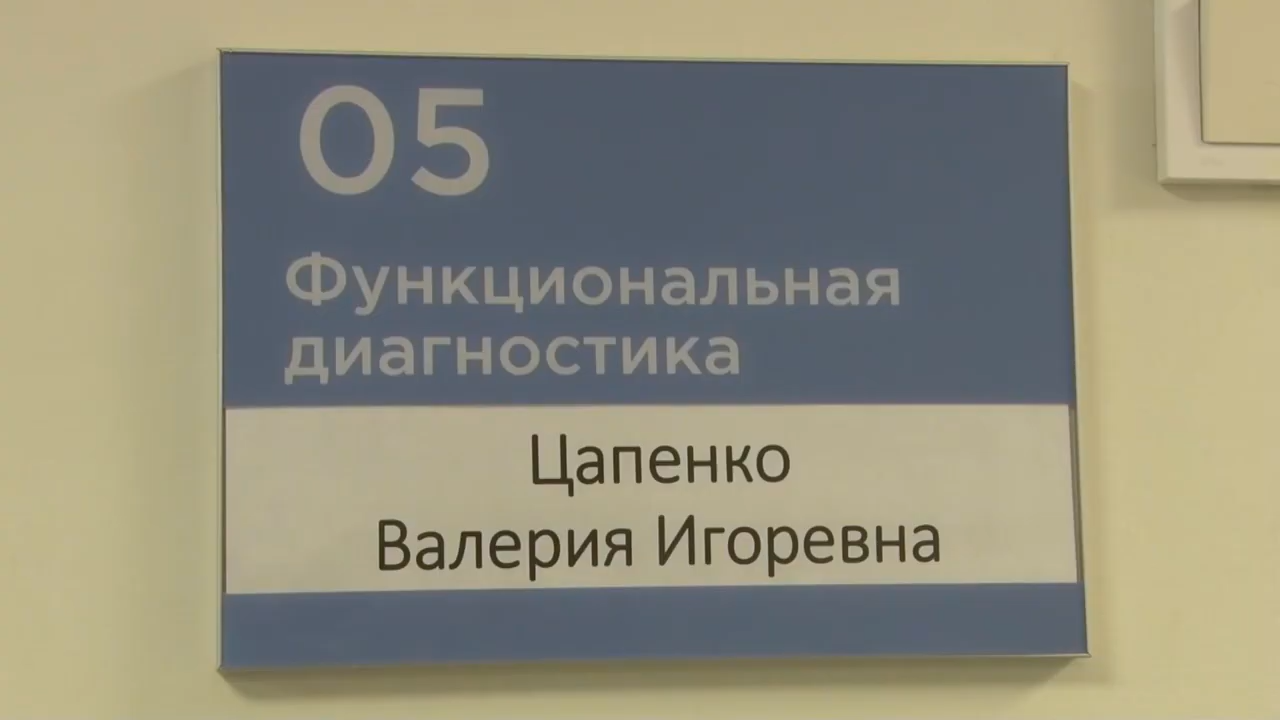 05
Функциональная
диагностика
Цапенко
Валерия Игоревна